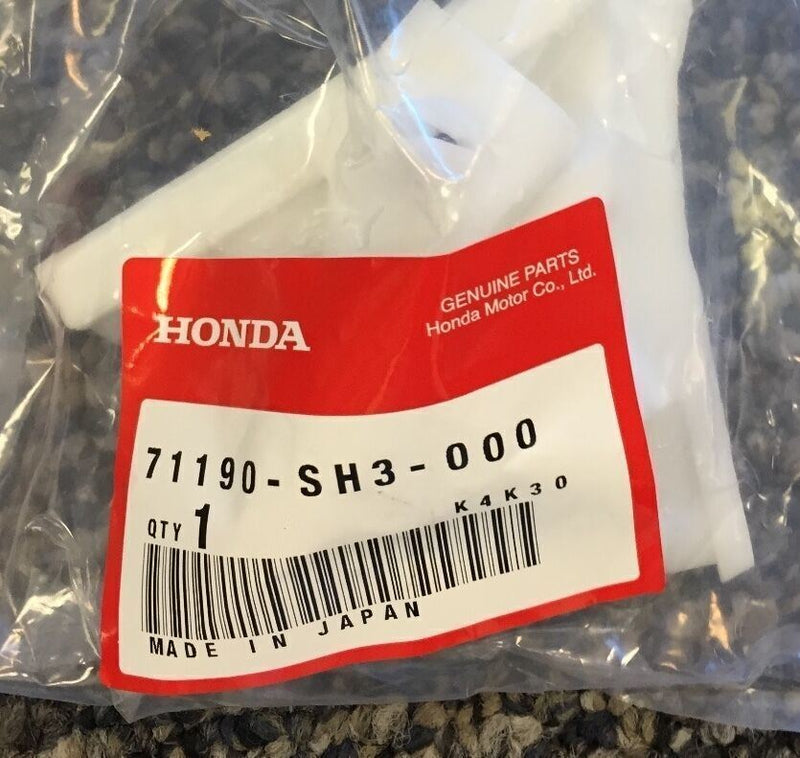 HONDA
GENUINE PARTS
Honda Motor Co., Ltd.
71190-SH3-000
QTY 1
K4K30
MADE IN JAPAN